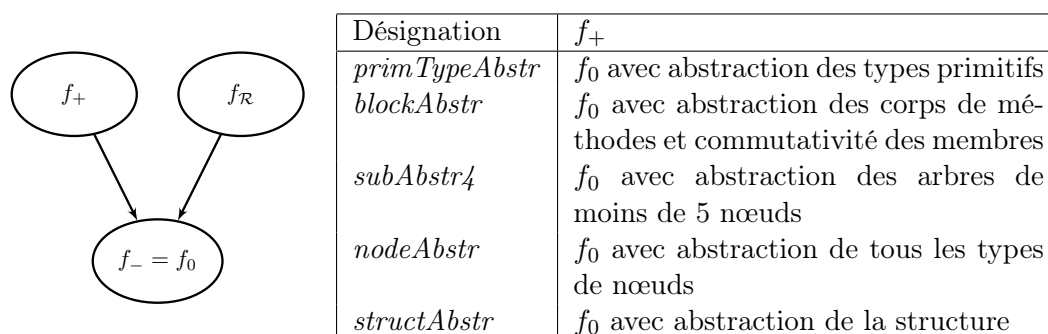 f₊
f_R
f₋ = f₀
Désignation f₊
primTypeAbstr f₀ avec abstraction des types primitifs
blockAbstr f₀ avec abstraction des corps de mé-
thodes et commutativité des membres
subAbstr4 f₀ avec abstraction des arbres de
moins de 5 nœuds
nodeAbstr f₀ avec abstraction de tous les types
de nœuds
structAbstr f₀ avec abstraction de la structure